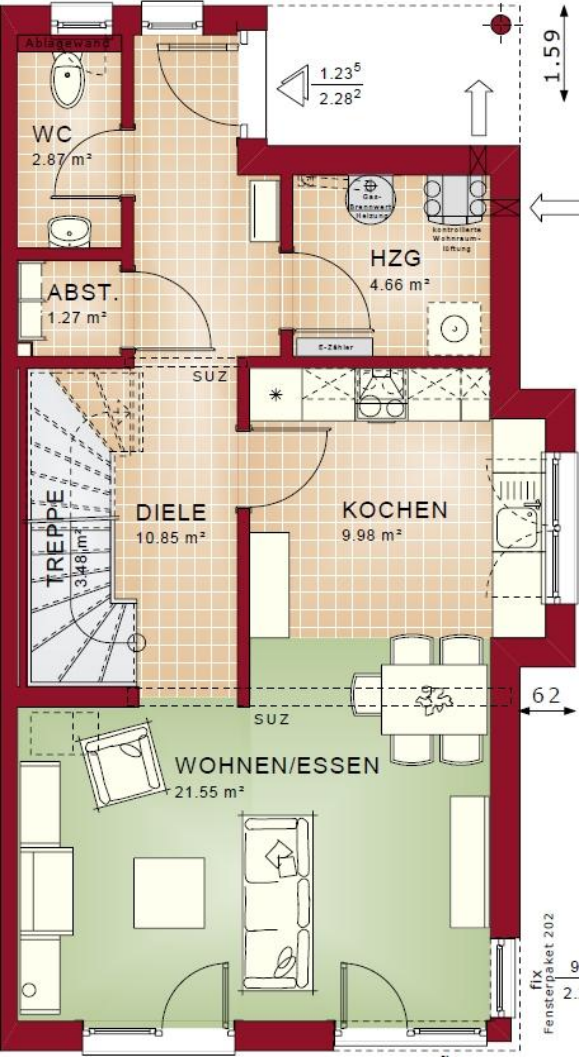 Ablagewand
1.59
1.23⁵
2.28²
WC
2.87 m²
Gas-
Brennwert
Heizung
kontrollierte
Wohnraum-
lüftung
HZG
4.66 m²
ABST.
1.27 m²
E-Zähler
SUZ
TREPPE
3.48 m²
DIELE
10.85 m²
KOCHEN
9.98 m²
62
SUZ
WOHNEN/ESSEN
21.55 m²
fix
Fensterpaket 202
9
2.